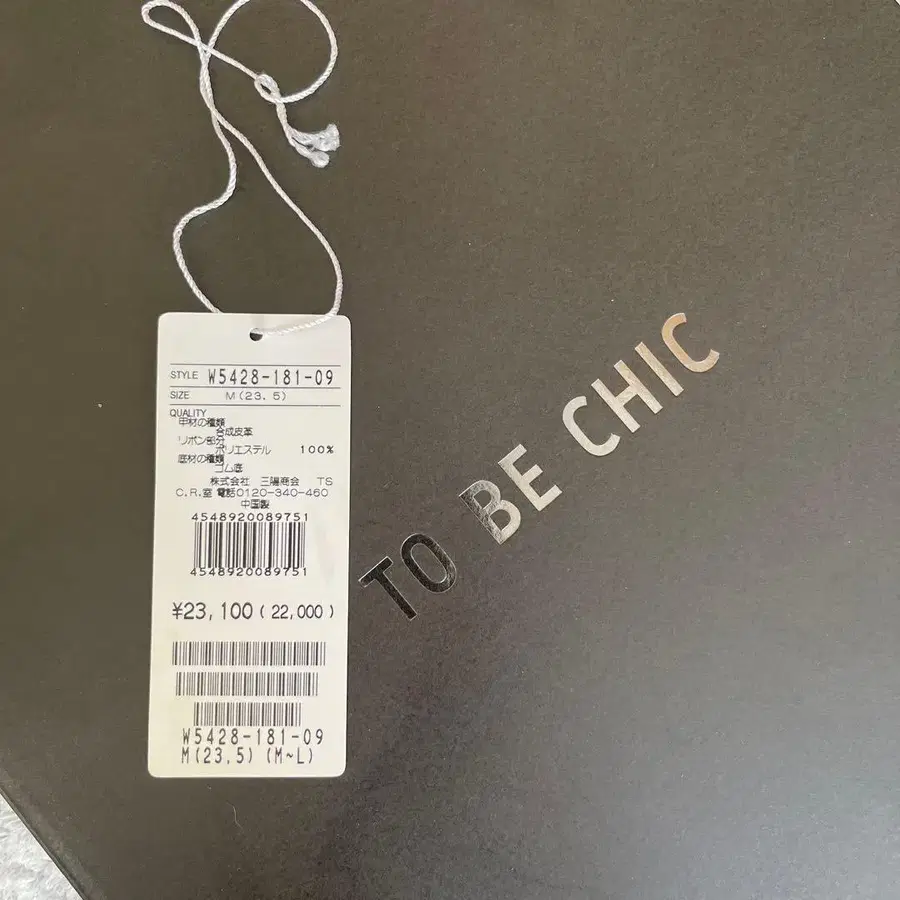 STYLE W5428-181-09
SIZE M(23.5)
QUALITY
甲材の種類
合成皮革
リボン部分
ポリエステル 100%
底材の種類
ゴム底
株式会社 三陽商会 TS
C.R.室 電話0120-340-460
中国製
4548920089751
4548920089751
¥23,100(22,000)
W5428-181-09
M(23.5)(M~L)
TO BE CHIC